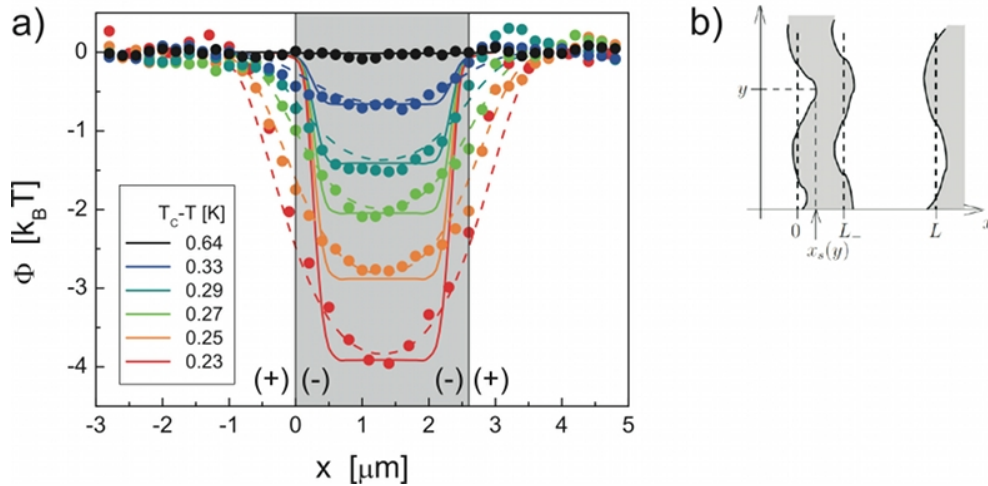 a)
0
-1
-2
-3
-4
Φ [k_B T]
T_C-T [K]
0.64
0.33
0.29
0.27
0.25
0.23
(+) (-) (-) (+)
-3 -2 -1 0 1 2 3 4 5
x [μm]
b)
y
0 L_- L x
x_s(y)